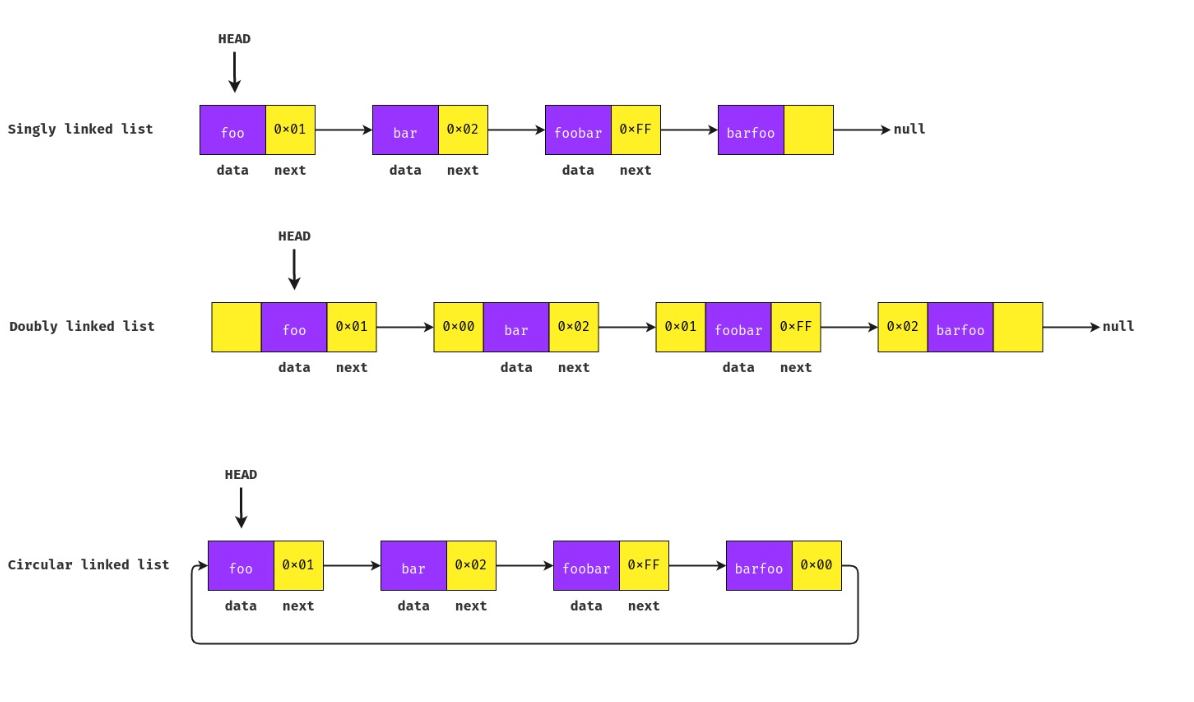 HEAD
Singly linked list foo 0×01 bar 0×02 foobar 0×FF barfoo null
data next data next data next
HEAD
Doubly linked list foo 0×01 0×00 bar 0×02 0×01 foobar 0×FF 0×02 barfoo null
data next data next data next
HEAD
Circular linked list foo 0×01 bar 0×02 foobar 0×FF barfoo 0×00
data next data next data next